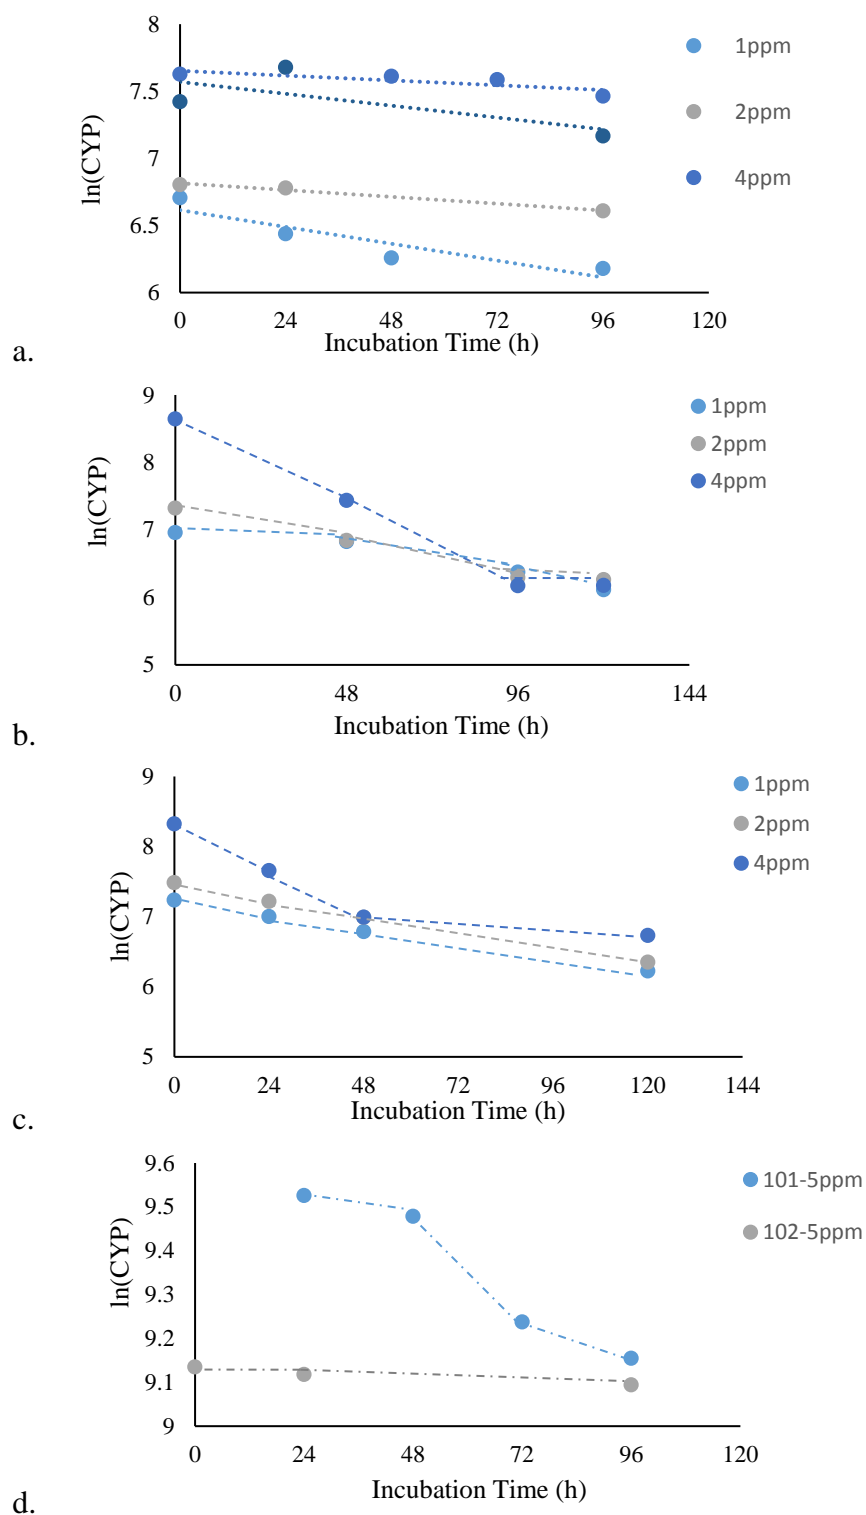 8
7.5
7
6.5
6
ln(CYP)
0 24 48 72 96 120
Incubation Time (h)
1ppm
2ppm
4ppm
a.
9
8
7
6
5
ln(CYP)
0 48 96 144
Incubation Time (h)
1ppm
2ppm
4ppm
b.
9
8
7
6
5
ln(CYP)
0 24 48 72 96 120 144
Incubation Time (h)
1ppm
2ppm
4ppm
c.
9.6
9.5
9.4
9.3
9.2
9.1
9
ln(CYP)
0 24 48 72 96 120
Incubation Time (h)
101-5ppm
102-5ppm
d.